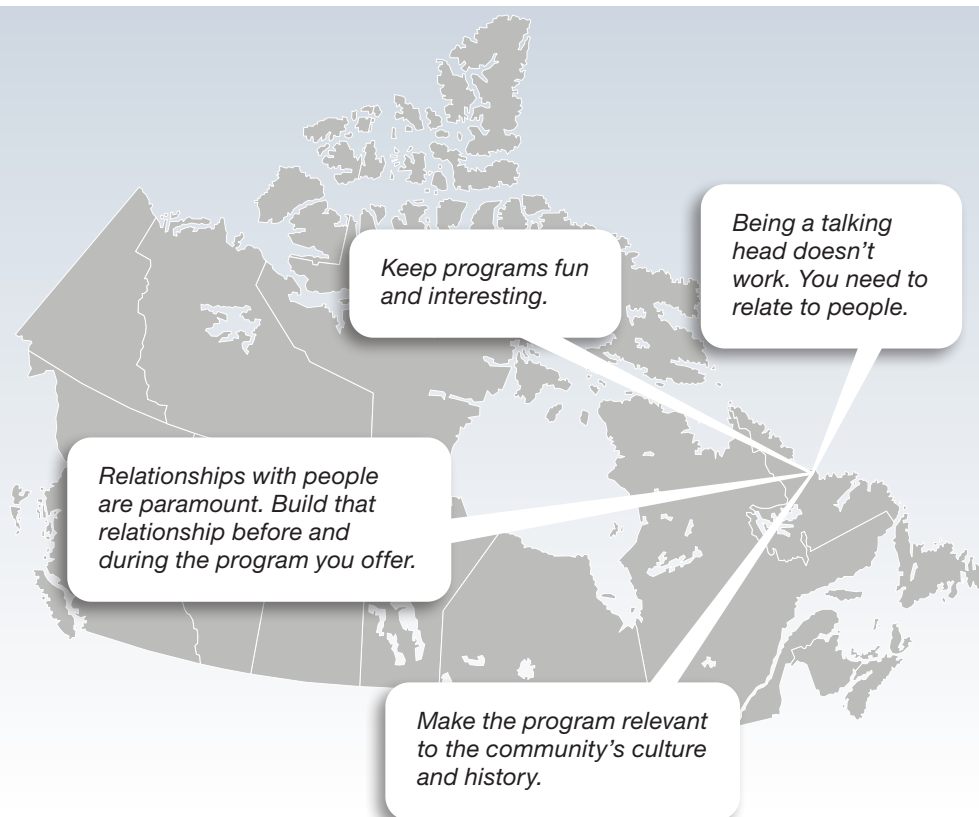 Being a talking
head doesn’t
work. You need to
relate to people.
Keep programs fun
and interesting.
Relationships with people
are paramount. Build that
relationship before and
during the program you offer.
Make the program relevant
to the community’s culture
and history.